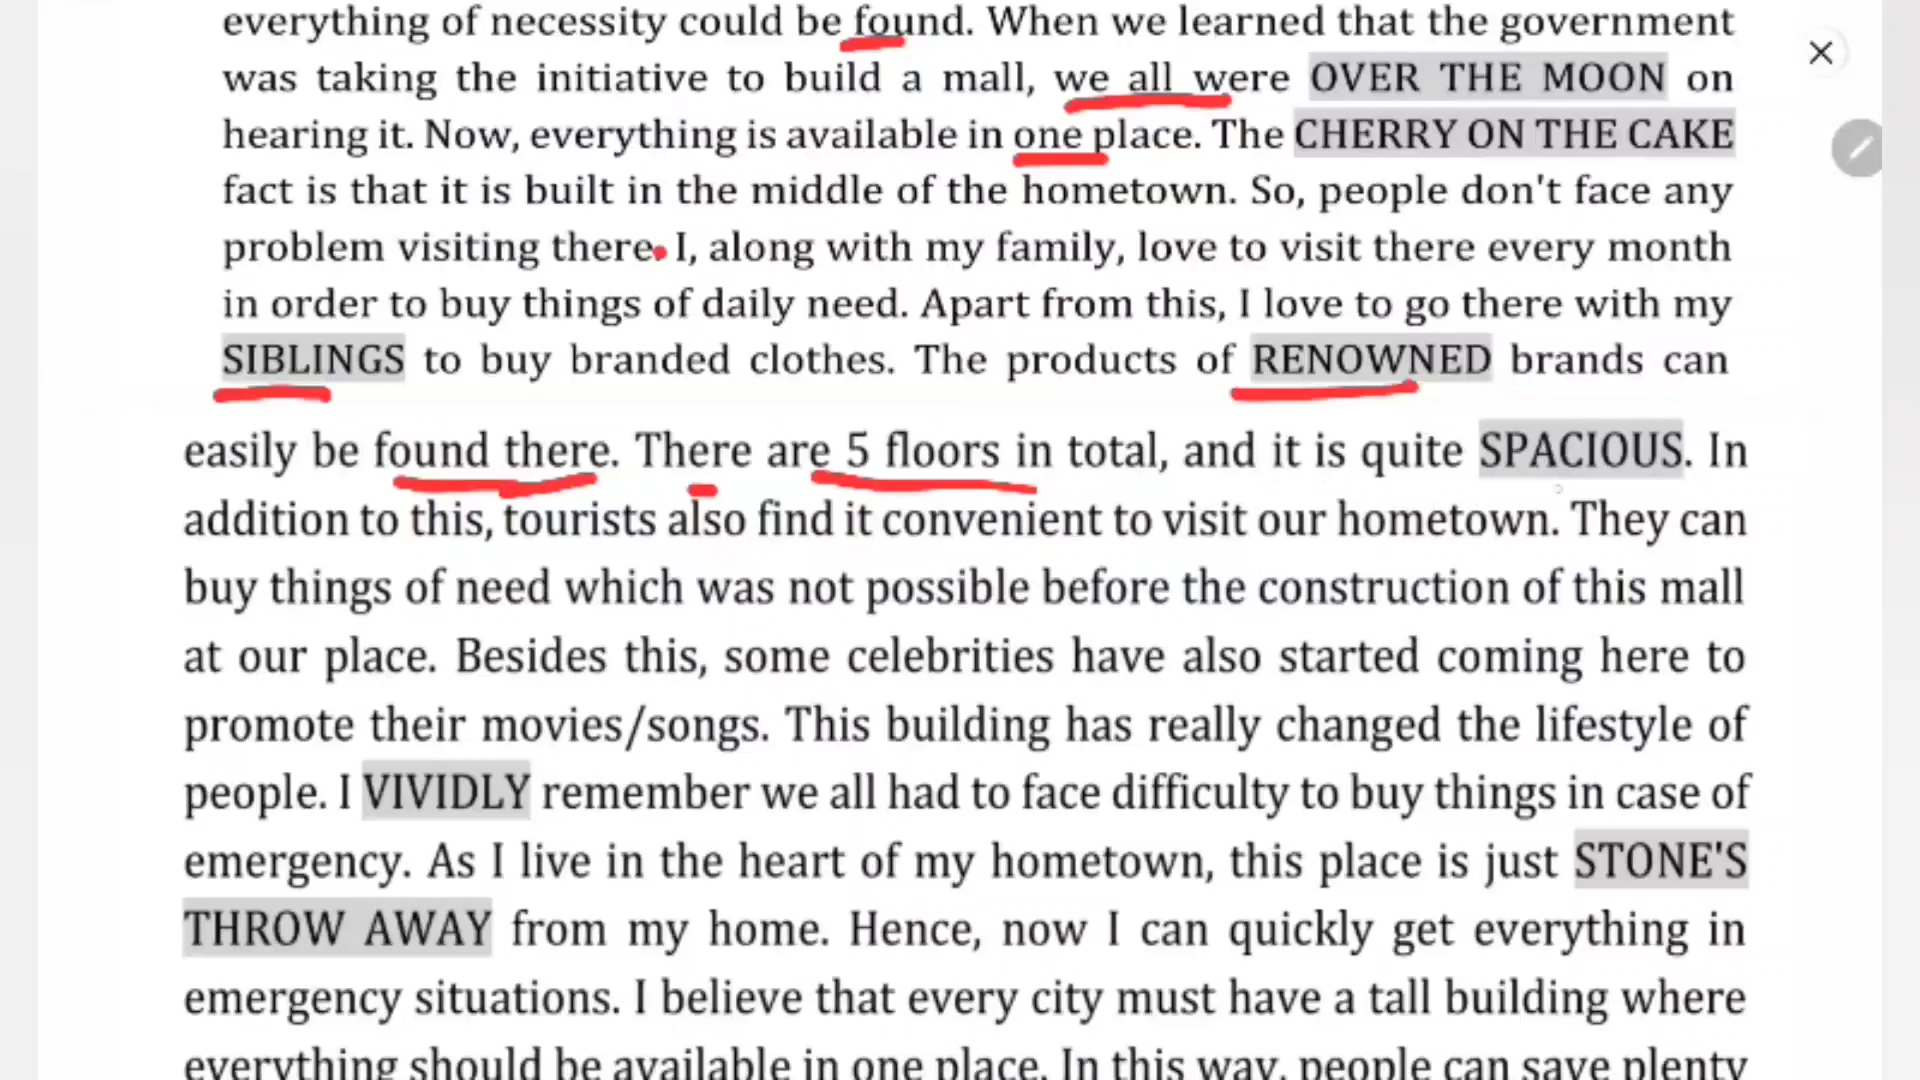 everything of necessity could be found. When we learned that the government
was taking the initiative to build a mall, we all were OVER THE MOON on
hearing it. Now, everything is available in one place. The CHERRY ON THE CAKE
fact is that it is built in the middle of the hometown. So, people don't face any
problem visiting there. I, along with my family, love to visit there every month
in order to buy things of daily need. Apart from this, I love to go there with my
SIBLINGS to buy branded clothes. The products of RENOWNED brands can
easily be found there. There are 5 floors in total, and it is quite SPACIOUS. In
addition to this, tourists also find it convenient to visit our hometown. They can
buy things of need which was not possible before the construction of this mall
at our place. Besides this, some celebrities have also started coming here to
promote their movies/songs. This building has really changed the lifestyle of
people. I VIVIDLY remember we all had to face difficulty to buy things in case of
emergency. As I live in the heart of my hometown, this place is just STONE'S
THROW AWAY from my home. Hence, now I can quickly get everything in
emergency situations. I believe that every city must have a tall building where
everything should be available in one place. In this way, people can save plenty